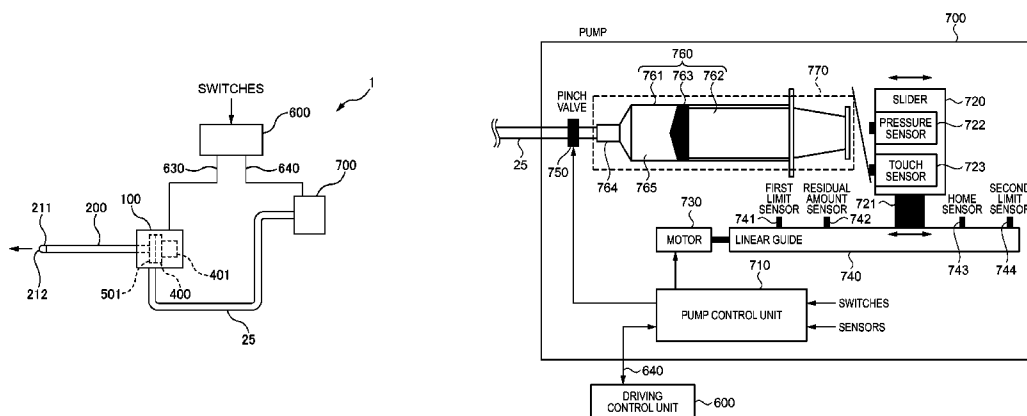 SWITCHES
1
600
630
640
700
100
200
211
212
501
400
401
25
PUMP
700
760
761
763
762
770
PINCH
VALVE
750
25
764
765
SLIDER
720
PRESSURE
SENSOR
722
TOUCH
SENSOR
723
721
FIRST
LIMIT
SENSOR
741
RESIDUAL
AMOUNT
SENSOR
742
HOME
SENSOR
743
SECOND
LIMIT
SENSOR
744
730
MOTOR
LINEAR GUIDE
740
710
PUMP CONTROL UNIT
SWITCHES
SENSORS
640
DRIVING
CONTROL UNIT
600